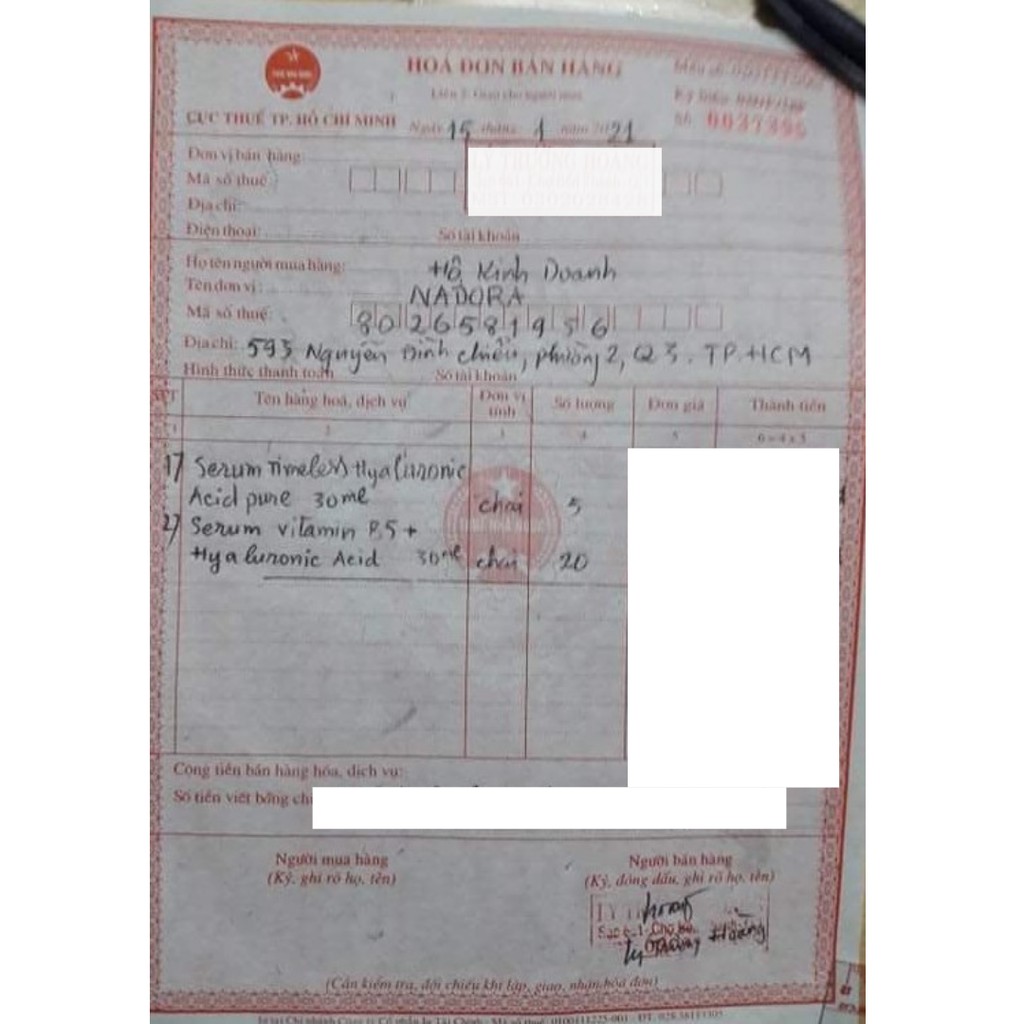 HOÁ ĐƠN BÁN HÀNG
CỤC THUẾ TP. HỒ CHÍ MINH
Ngày 15 tháng 1 năm 2021
Số: 0037395
Đơn vị bán hàng:
Mã số thuế:
Địa chỉ:
Điện thoại: Số tài khoản
Họ tên người mua hàng: Hộ Kinh Doanh
Tên đơn vị: NADORA
Mã số thuế: 8026581956
Địa chỉ: 593 Nguyễn Đình Chiểu, phường 2, Q3. TP. HCM
Hình thức thanh toán Số tài khoản
STT Tên hàng hoá, dịch vụ Đơn vị tính Số lượng Đơn giá Thành tiền
1 2 3 4 5 6 = 4 x 5
1/ Serum Timeless Hyaluronic
Acid pure 30ml chai 5
2/ Serum vitamin B5 +
Hyaluronic Acid 30ml chai 20
Cộng tiền bán hàng hóa, dịch vụ:
Số tiền viết bằng
Người mua hàng
(Ký, ghi rõ họ, tên)
Người bán hàng
(Ký, đóng dấu, ghi rõ họ, tên)
(Cần kiểm tra, đối chiếu khi lập, giao, nhận hóa đơn)